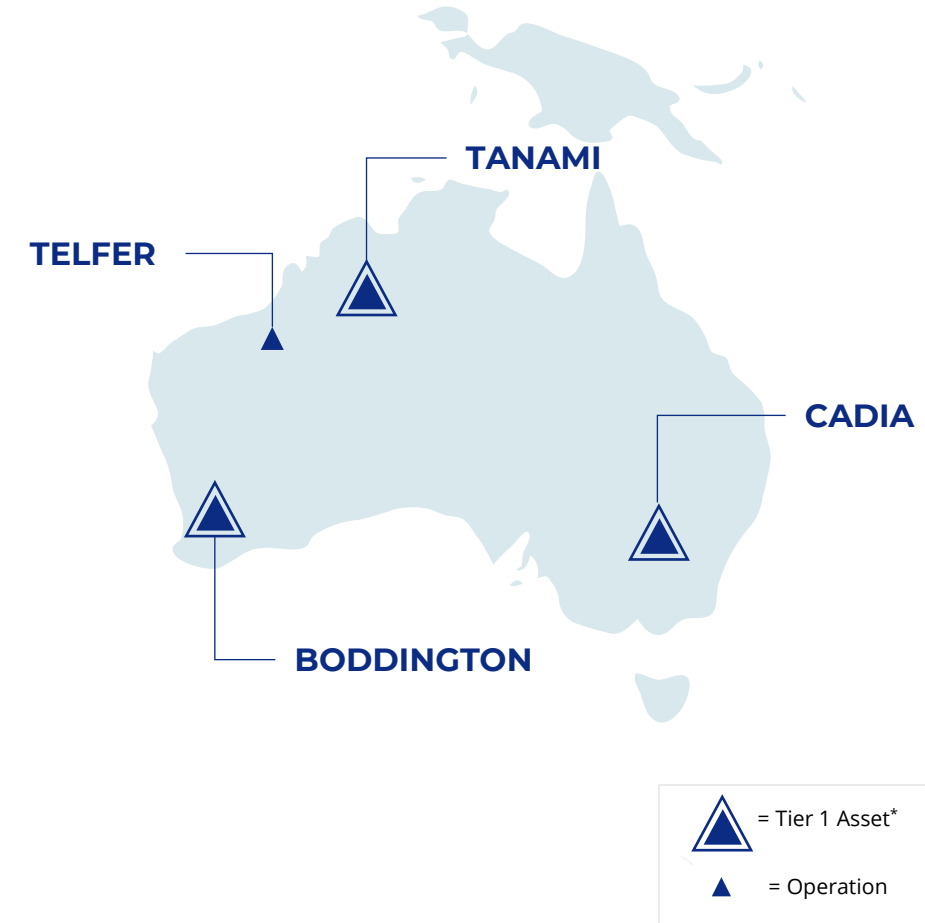 TANAMI
TELFER
CADIA
BODDINGTON
= Tier 1 Asset*
= Operation